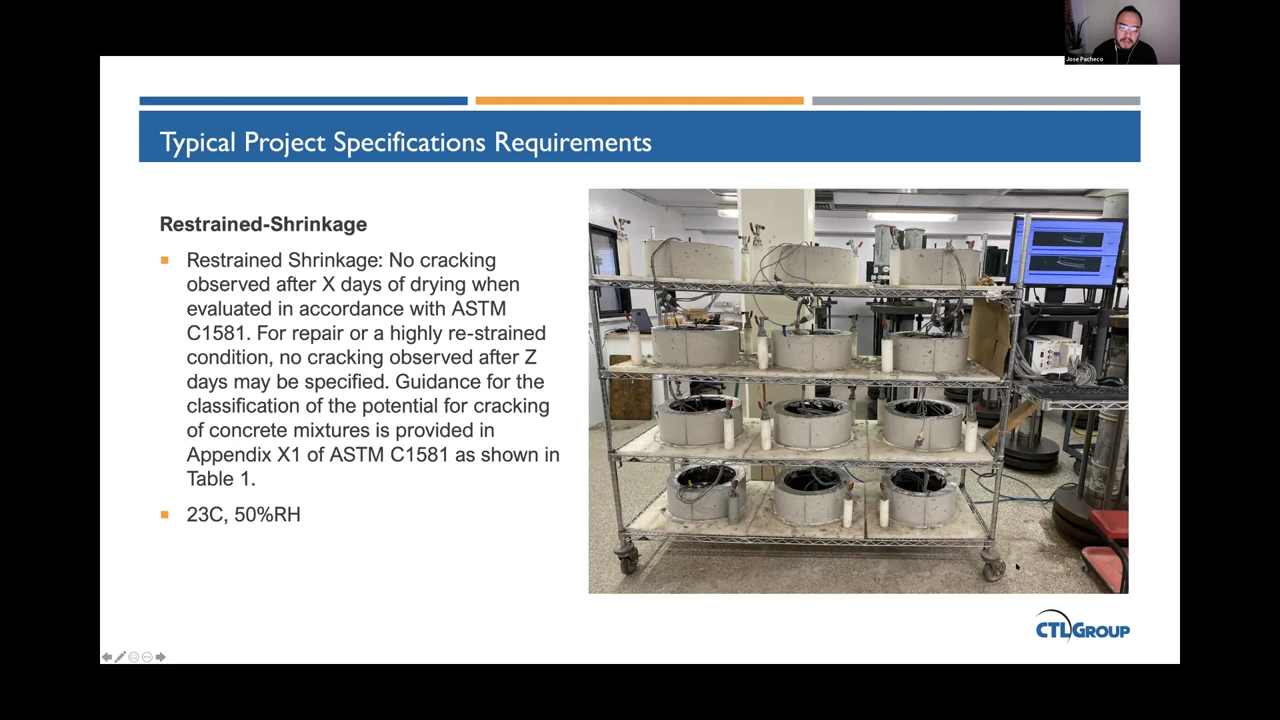 Jose Pacheco
Typical Project Specifications Requirements
Restrained-Shrinkage
Restrained Shrinkage: No cracking
observed after X days of drying when
evaluated in accordance with ASTM
C1581. For repair or a highly re-strained
condition, no cracking observed after Z
days may be specified. Guidance for the
classification of the potential for cracking
of concrete mixtures is provided in
Appendix X1 of ASTM C1581 as shown in
Table 1.
23C, 50%RH
CTLGROUP